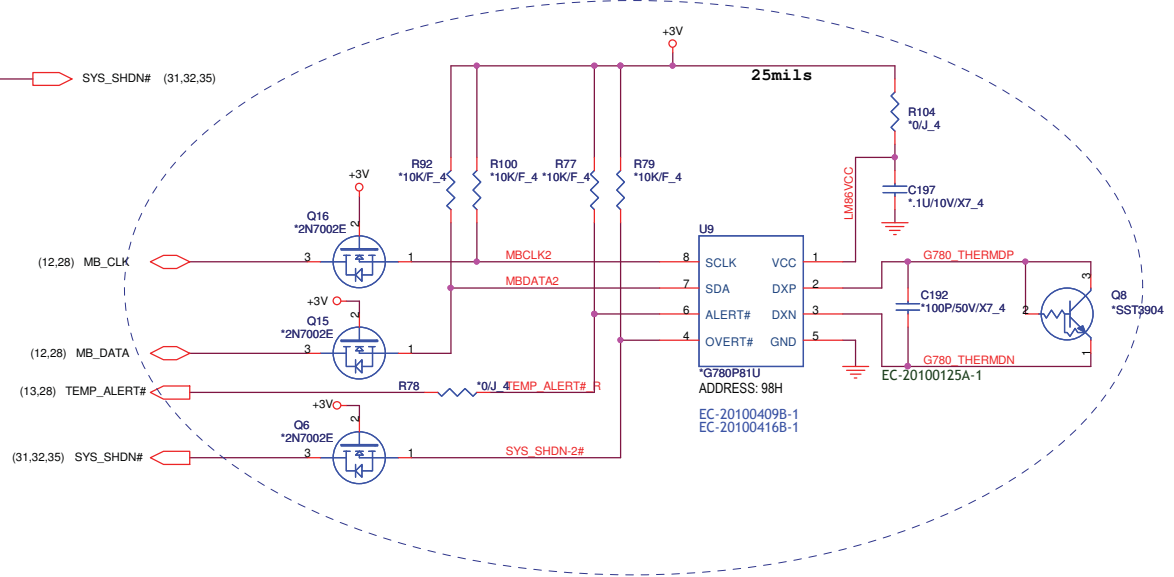 +3V
SYS_SHDN# (31,32,35)
25mils
R104
*0/J_4
R92
*10K/F_4
R100
*10K/F_4
R77
*10K/F_4
R79
*10K/F_4
+3V
LM86VCC
C197
*.1U/10V/X7_4
Q16
*2N7002E
2
3
1
U9
(12,28) MB_CLK
MBCLK2
8 SCLK
VCC 1
G780_THERMDP
3
MBDATA2
7 SDA
DXP 2
C192
*100P/50V/X7_4
2
Q8
*SST3904
+3V
Q15
*2N7002E
2
6 ALERT#
DXN 3
4 OVERT#
GND 5
(12,28) MB_DATA
3
1
1
G780_THERMDN
*G780P81U
EC-20100125A-1
ADDRESS: 98H
(13,28) TEMP_ALERT#
R78
*0/J_4
TEMP_ALERT#_R
+3V
2
EC-20100409B-1
EC-20100416B-1
Q6
*2N7002E
(31,32,35) SYS_SHDN#
3
1
SYS_SHDN-2#